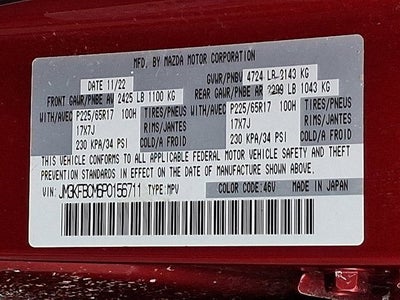 MFD. BY MAZDA MOTOR CORPORATION
DATE 11/22 GVWR/PNBV 4724 LB 2143 KG
FRONT GAWR/PNBE AV 2425 LB 1100 KG REAR GAWR/PNBE AR 2299 LB 1043 KG
WITH/AVEC P225/65R17 100H TIRES/PNEUS WITH/AVEC P225/65R17 100H TIRES/PNEUS
17X7J RIMS/JANTES 17X7J RIMS/JANTES
230 KPA/34 PSI COLD/A FROID 230 KPA/34 PSI COLD/A FROID
THIS VEHICLE CONFORMS TO ALL APPLICABLE FEDERAL MOTOR VEHICLE SAFETY AND THEFT
PREVENTION STANDARDS IN EFFECT ON THE DATE OF MANUFACTURE SHOWN ABOVE.
VIN: JM3KFBCM6P0156711 TYPE:MPV COLOR CODE:46V MADE IN JAPAN